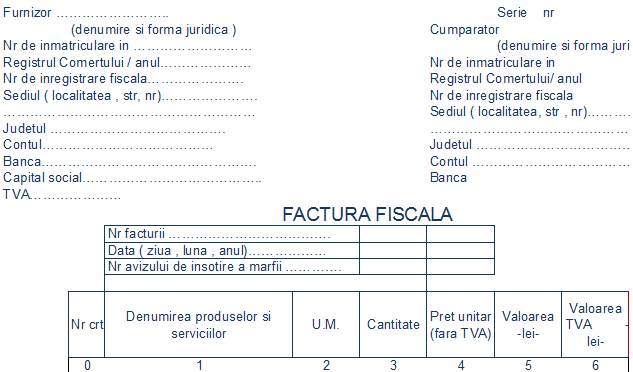 Furnizor ……………………..
(denumire si forma juridica )
Nr de inmatriculare in ……………………….
Registrul Comertului / anul…………………
Nr de inregistrare fiscala………………….
Sediul ( localitatea , str, nr)………………….
…………………………………………………
Judetul ………………………………….
Contul…………………………………….
Banca………………………………………….
Capital social…………………………………..
TVA…………………
Serie nr
Cumparator
(denumire si forma juri
Nr de inmatriculare in
Registrul Comertului/ anul
Nr de inregistrare fiscala
Sediul ( localitatea, str , nr)……….
………………………………………
Judetul ………………………………
Contul ………………………………
Banca
FACTURA FISCALA
Nr facturii ……………………………….
Data ( ziua , luna , anul)………………
Nr avizului de insotire a marfii ………….
Nr crt Denumirea produselor si serviciilor U.M. Cantitate Pret unitar (fara TVA) Valoarea -lei- Valoarea TVA - lei-
0 1 2 3 4 5 6